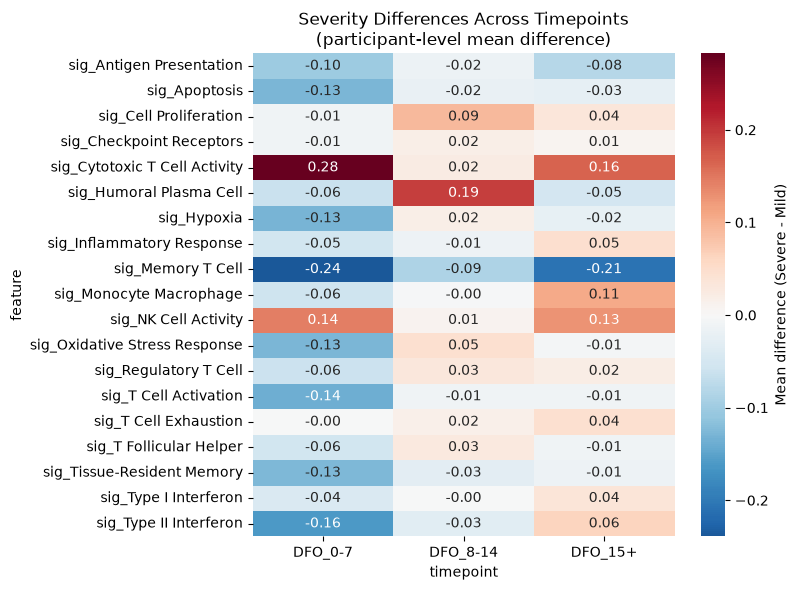 Severity Differences Across Timepoints
(participant-level mean difference)
feature
sig_Antigen Presentation -0.10 -0.02 -0.08
sig_Apoptosis -0.13 -0.02 -0.03
sig_Cell Proliferation -0.01 0.09 0.04
sig_Checkpoint Receptors -0.01 0.02 0.01
sig_Cytotoxic T Cell Activity 0.28 0.02 0.16
sig_Humoral Plasma Cell -0.06 0.19 -0.05
sig_Hypoxia -0.13 0.02 -0.02
sig_Inflammatory Response -0.05 -0.01 0.05
sig_Memory T Cell -0.24 -0.09 -0.21
sig_Monocyte Macrophage -0.06 -0.00 0.11
sig_NK Cell Activity 0.14 0.01 0.13
sig_Oxidative Stress Response -0.13 0.05 -0.01
sig_Regulatory T Cell -0.06 0.03 0.02
sig_T Cell Activation -0.14 -0.01 -0.01
sig_T Cell Exhaustion -0.00 0.02 0.04
sig_T Follicular Helper -0.06 0.03 -0.01
sig_Tissue-Resident Memory -0.13 -0.03 -0.01
sig_Type I Interferon -0.04 -0.00 0.04
sig_Type II Interferon -0.16 -0.03 0.06
DFO_0-7 DFO_8-14 DFO_15+
timepoint
0.2
0.1
0.0
−0.1
−0.2
Mean difference (Severe - Mild)